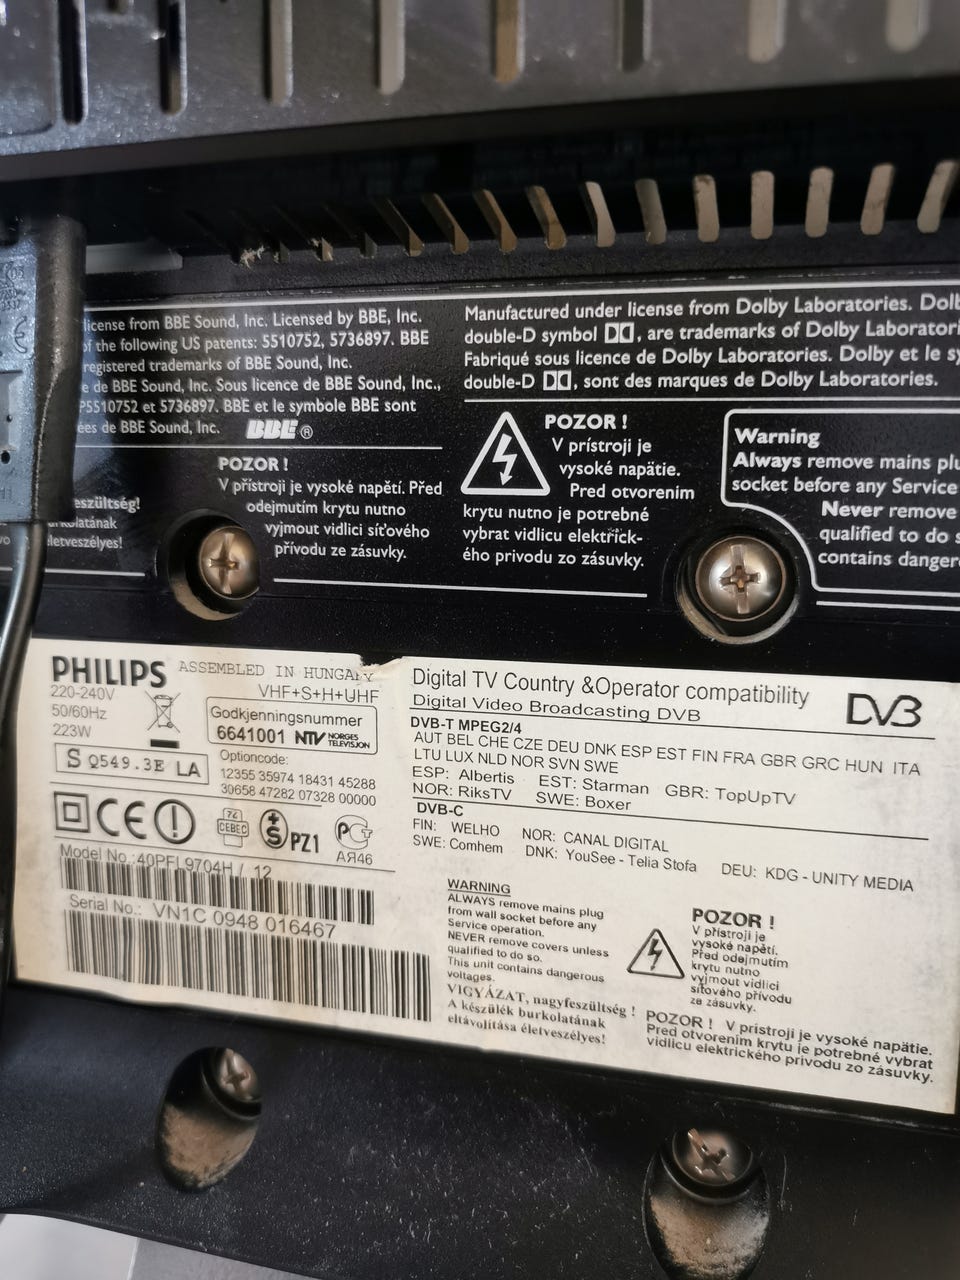 license from BBE Sound, Inc. Licensed by BBE, Inc.
of the following US patents: 5510752, 5736897. BBE
registered trademarks of BBE Sound, Inc.
e de BBE Sound, Inc. Sous licence de BBE Sound, Inc.,
P5510752 et 5736897. BBE et le symbole BBE sont
ées de BBE Sound, Inc. BBE®
Manufactured under license from Dolby Laboratories. Dol
double-D symbol, are trademarks of Dolby Laboratori
Fabriqué sous licence de Dolby Laboratories. Dolby et le sy
double-D, sont des marques de Dolby Laboratories.
eszültség!
burkolatának
életveszélyes!
POZOR !
V přístroji je vysoké napětí. Před
odejmutím krytu nutno
vyjmout vidlici síťového
přívodu ze zásuvky.
POZOR !
V prístroji je
vysoké napätie.
Pred otvorením
krytu nutno je potrebné
vybrat vidlicu elektřick-
ého privodu zo zásuvky.
Warning
Always remove mains plu
socket before any Service
Never remove
qualified to do s
contains danger
PHILIPS ASSEMBLED IN HUNGARY
VHF+S+H+UHF
220-240V
50/60Hz
223W
Godkjenningsnummer
6641001 NTV NORGES TELEVISJON
S Q549.3E LA
Optioncode:
12355 35974 18431 45288
30658 47282 07328 00000
CE
74
CEBEC
+
S
PZ1
PCT
АЯ46
Model No.: 40PFL9704H / 12
Serial No.: VN1C 0948 016467
Digital TV Country &Operator compatibility
Digital Video Broadcasting DVB
DVB
DVB-T MPEG2/4
AUT BEL CHE CZE DEU DNK ESP EST FIN FRA GBR GRC HUN ITA
LTU LUX NLD NOR SVN SWE
ESP: Albertis EST: Starman GBR: TopUpTV
NOR: RiksTV SWE: Boxer
DVB-C
FIN: WELHO NOR: CANAL DIGITAL
SWE: Comhem DNK: YouSee - Telia Stofa DEU: KDG - UNITY MEDIA
WARNING
ALWAYS remove mains plug
from wall socket before any
Service operation.
NEVER remove covers unless
qualified to do so.
This unit contains dangerous
voltages.
VIGYÁZAT, nagyfeszültség !
A készülék burkolatának
eltávolítása életveszélyes!
POZOR !
V přístroji je
vysoké napětí.
Před odejmutím
krytu nutno
vyjmout vidlici
síťového přívodu
ze zásuvky.
POZOR ! V prístroji je vysoké napätie.
Pred otvorením krytu je potrebné vybrat
vidlicu elektrického privodu zo zásuvky.